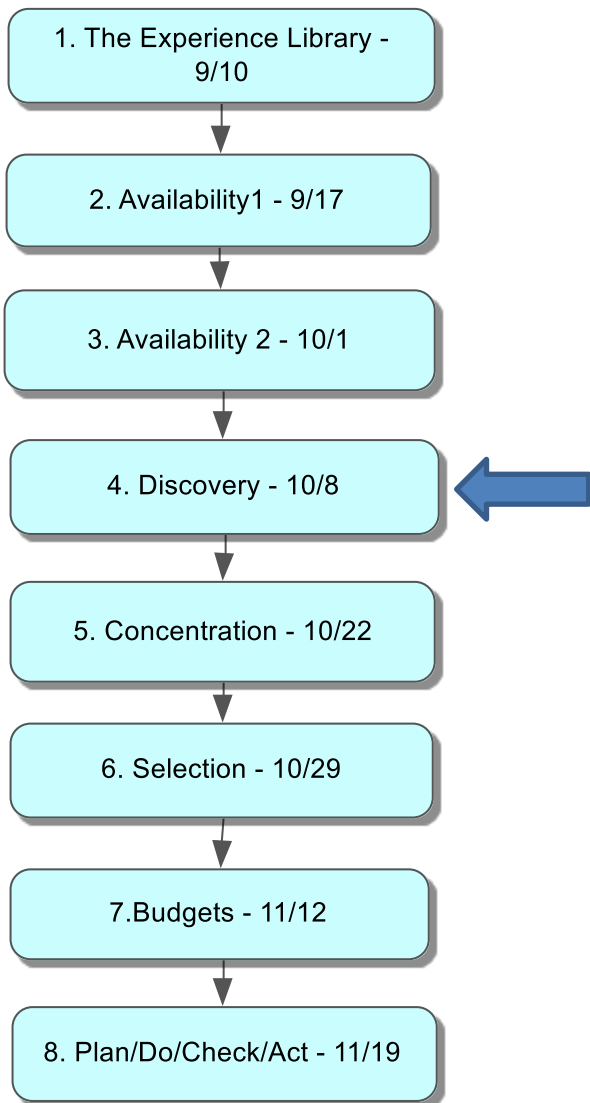 1. The Experience Library -
9/10
2. Availability1 - 9/17
3. Availability 2 - 10/1
4. Discovery - 10/8
5. Concentration - 10/22
6. Selection - 10/29
7.Budgets - 11/12
8. Plan/Do/Check/Act - 11/19